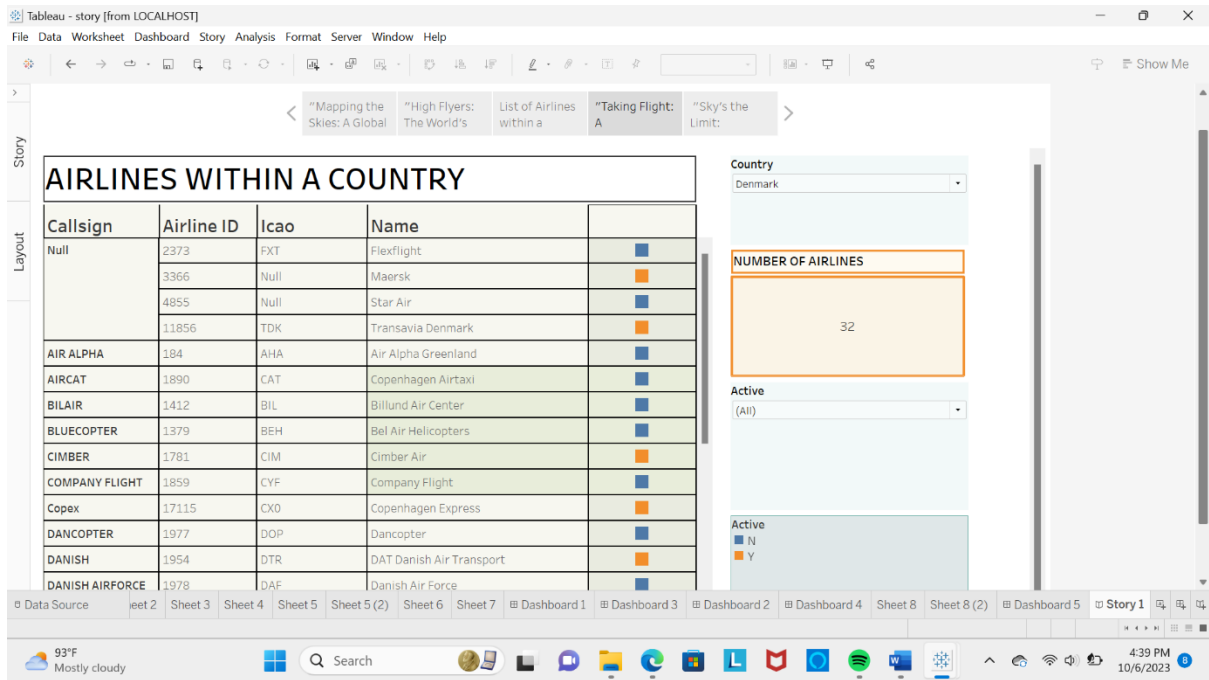 Tableau - story [from LOCALHOST]
File Data Worksheet Dashboard Story Analysis Format Server Window Help
Show Me
Story
Layout
"Mapping the
Skies: A Global
"High Flyers:
The World's
List of Airlines
within a
"Taking Flight:
A
"Sky's the
Limit:
AIRLINES WITHIN A COUNTRY
Callsign Airline ID Icao Name
Null 2373 FXT Flexflight
3366 Null Maersk
4855 Null Star Air
11856 TDK Transavia Denmark
AIR ALPHA 184 AHA Air Alpha Greenland
AIRCAT 1890 CAT Copenhagen Airtaxi
BILAIR 1412 BIL Billund Air Center
BLUECOPTER 1379 BEH Bel Air Helicopters
CIMBER 1781 CIM Cimber Air
COMPANY FLIGHT 1859 CYF Company Flight
Copex 17115 CX0 Copenhagen Express
DANCOPTER 1977 DOP Dancopter
DANISH 1954 DTR DAT Danish Air Transport
DANISH AIRFORCE 1978 DAF Danish Air Force
Country
Denmark
NUMBER OF AIRLINES
32
Active
(All)
Active
N
Y
Data Source eet 2 Sheet 3 Sheet 4 Sheet 5 Sheet 5 (2) Sheet 6 Sheet 7 Dashboard 1 Dashboard 3 Dashboard 2 Dashboard 4 Sheet 8 Sheet 8 (2) Dashboard 5 Story 1
93°F
Mostly cloudy
Search
L
W
4:39 PM
10/6/2023
8